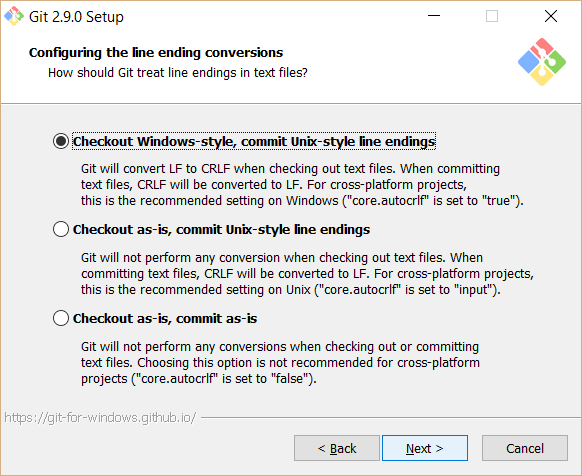 Git 2.9.0 Setup
Configuring the line ending conversions
How should Git treat line endings in text files?
Checkout Windows-style, commit Unix-style line endings
Git will convert LF to CRLF when checking out text files. When committing
text files, CRLF will be converted to LF. For cross-platform projects,
this is the recommended setting on Windows ("core.autocrlf" is set to "true").
Checkout as-is, commit Unix-style line endings
Git will not perform any conversion when checking out text files. When
committing text files, CRLF will be converted to LF. For cross-platform projects,
this is the recommended setting on Unix ("core.autocrlf" is set to "input").
Checkout as-is, commit as-is
Git will not perform any conversions when checking out or committing
text files. Choosing this option is not recommended for cross-platform
projects ("core.autocrlf" is set to "false").
https://git-for-windows.github.io/
< Back
Next >
Cancel